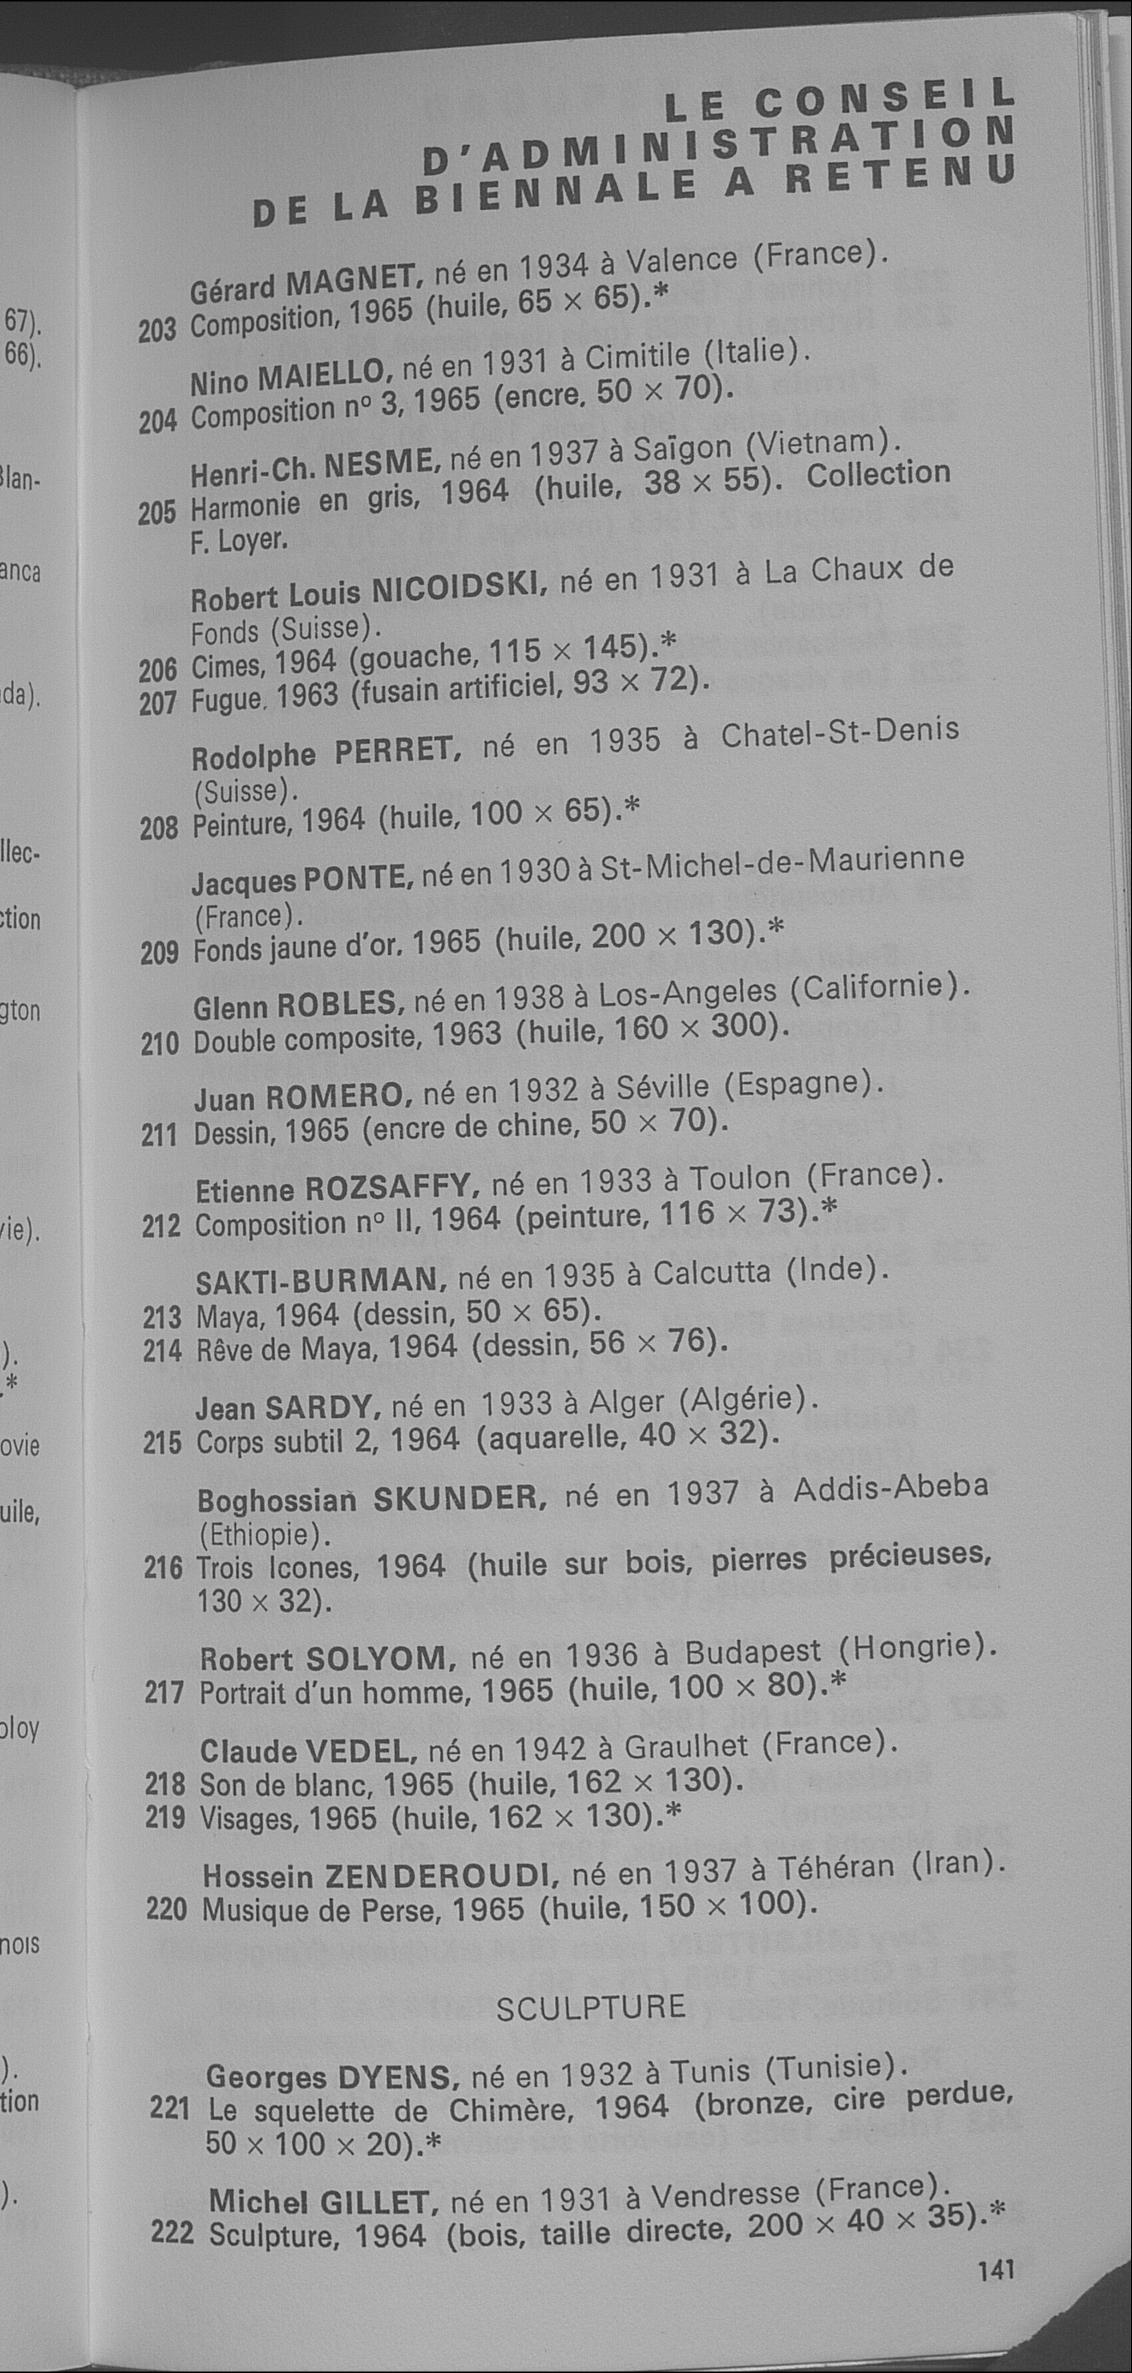 LE CONSEIL
D'ADMINISTRATION
DE LA BIENNALE A RETENU
Gérard MAGNET, né en 1934 à Valence (France).
203 Composition, 1965 (huile, 65 × 65).*
Nino MAIELLO, né en 1931 à Cimitile (Italie).
204 Composition nº 3, 1965 (encre, 50 × 70).
Henri-Ch. NESME, né en 1937 à Saïgon (Vietnam).
205 Harmonie en gris, 1964 (huile, 38 × 55). Collection
F. Loyer.
Robert Louis NICOIDSKI, né en 1931 à La Chaux de
Fonds (Suisse).
206 Cimes, 1964 (gouache, 115 × 145).*
207 Fugue, 1963 (fusain artificiel, 93 × 72).
Rodolphe PERRET, né en 1935 à Chatel-St-Denis
(Suisse).
208 Peinture, 1964 (huile, 100 × 65).*
Jacques PONTE, né en 1930 à St-Michel-de-Maurienne
(France).
209 Fonds jaune d'or, 1965 (huile, 200 × 130).*
Glenn ROBLES, né en 1938 à Los-Angeles (Californie).
210 Double composite, 1963 (huile, 160 × 300).
Juan ROMERO, né en 1932 à Séville (Espagne).
211 Dessin, 1965 (encre de chine, 50 × 70).
Etienne ROZSAFFY, né en 1933 à Toulon (France).
212 Composition nº II, 1964 (peinture, 116 × 73).*
SAKTI-BURMAN, né en 1935 à Calcutta (Inde).
213 Maya, 1964 (dessin, 50 × 65).
214 Rêve de Maya, 1964 (dessin, 56 × 76).
Jean SARDY, né en 1933 à Alger (Algérie).
215 Corps subtil 2, 1964 (aquarelle, 40 × 32).
Boghossian SKUNDER, né en 1937 à Addis-Abeba
(Ethiopie).
216 Trois Icones, 1964 (huile sur bois, pierres précieuses,
130 × 32).
Robert SOLYOM, né en 1936 à Budapest (Hongrie).
217 Portrait d'un homme, 1965 (huile, 100 × 80).*
Claude VEDEL, né en 1942 à Graulhet (France).
218 Son de blanc, 1965 (huile, 162 × 130).
219 Visages, 1965 (huile, 162 × 130).*
Hossein ZENDEROUDI, né en 1937 à Téhéran (Iran).
220 Musique de Perse, 1965 (huile, 150 × 100).
SCULPTURE
Georges DYENS, né en 1932 à Tunis (Tunisie).
221 Le squelette de Chimère, 1964 (bronze, cire perdue,
50 × 100 × 20).*
Michel GILLET, né en 1931 à Vendresse (France).
222 Sculpture, 1964 (bois, taille directe, 200 × 40 × 35).*
141